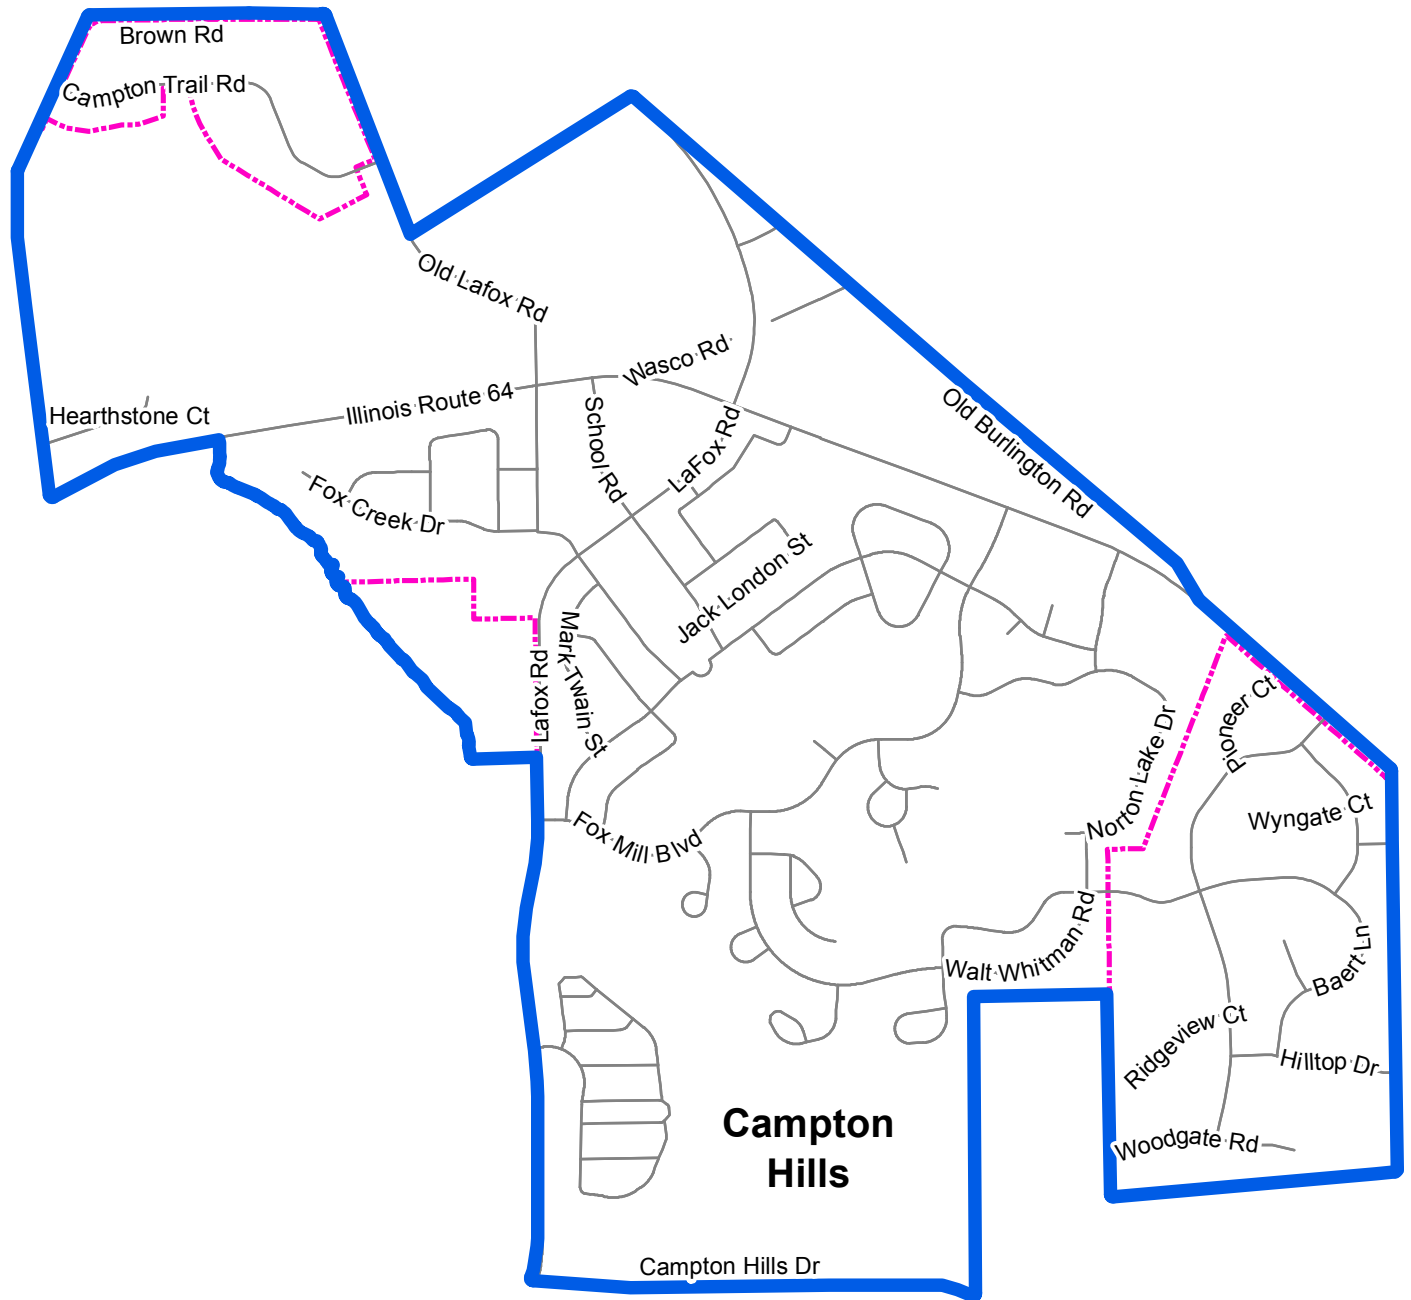 Brown Rd
Campton Trail Rd
Old Lafox Rd
Wasco Rd
Illinois Route 64
Hearthstone Ct
School Rd
LaFox Rd
Old Burlington Rd
Fox Creek Dr
Jack London St
Mark Twain St
Lafox Rd
Pioneer Ct
Norton Lake Dr
Wyngate Ct
Fox Mill Blvd
Walt Whitman Rd
Baert Ln
Ridgeview Ct
Hilltop Dr
Campton
Hills
Woodgate Rd
Campton Hills Dr